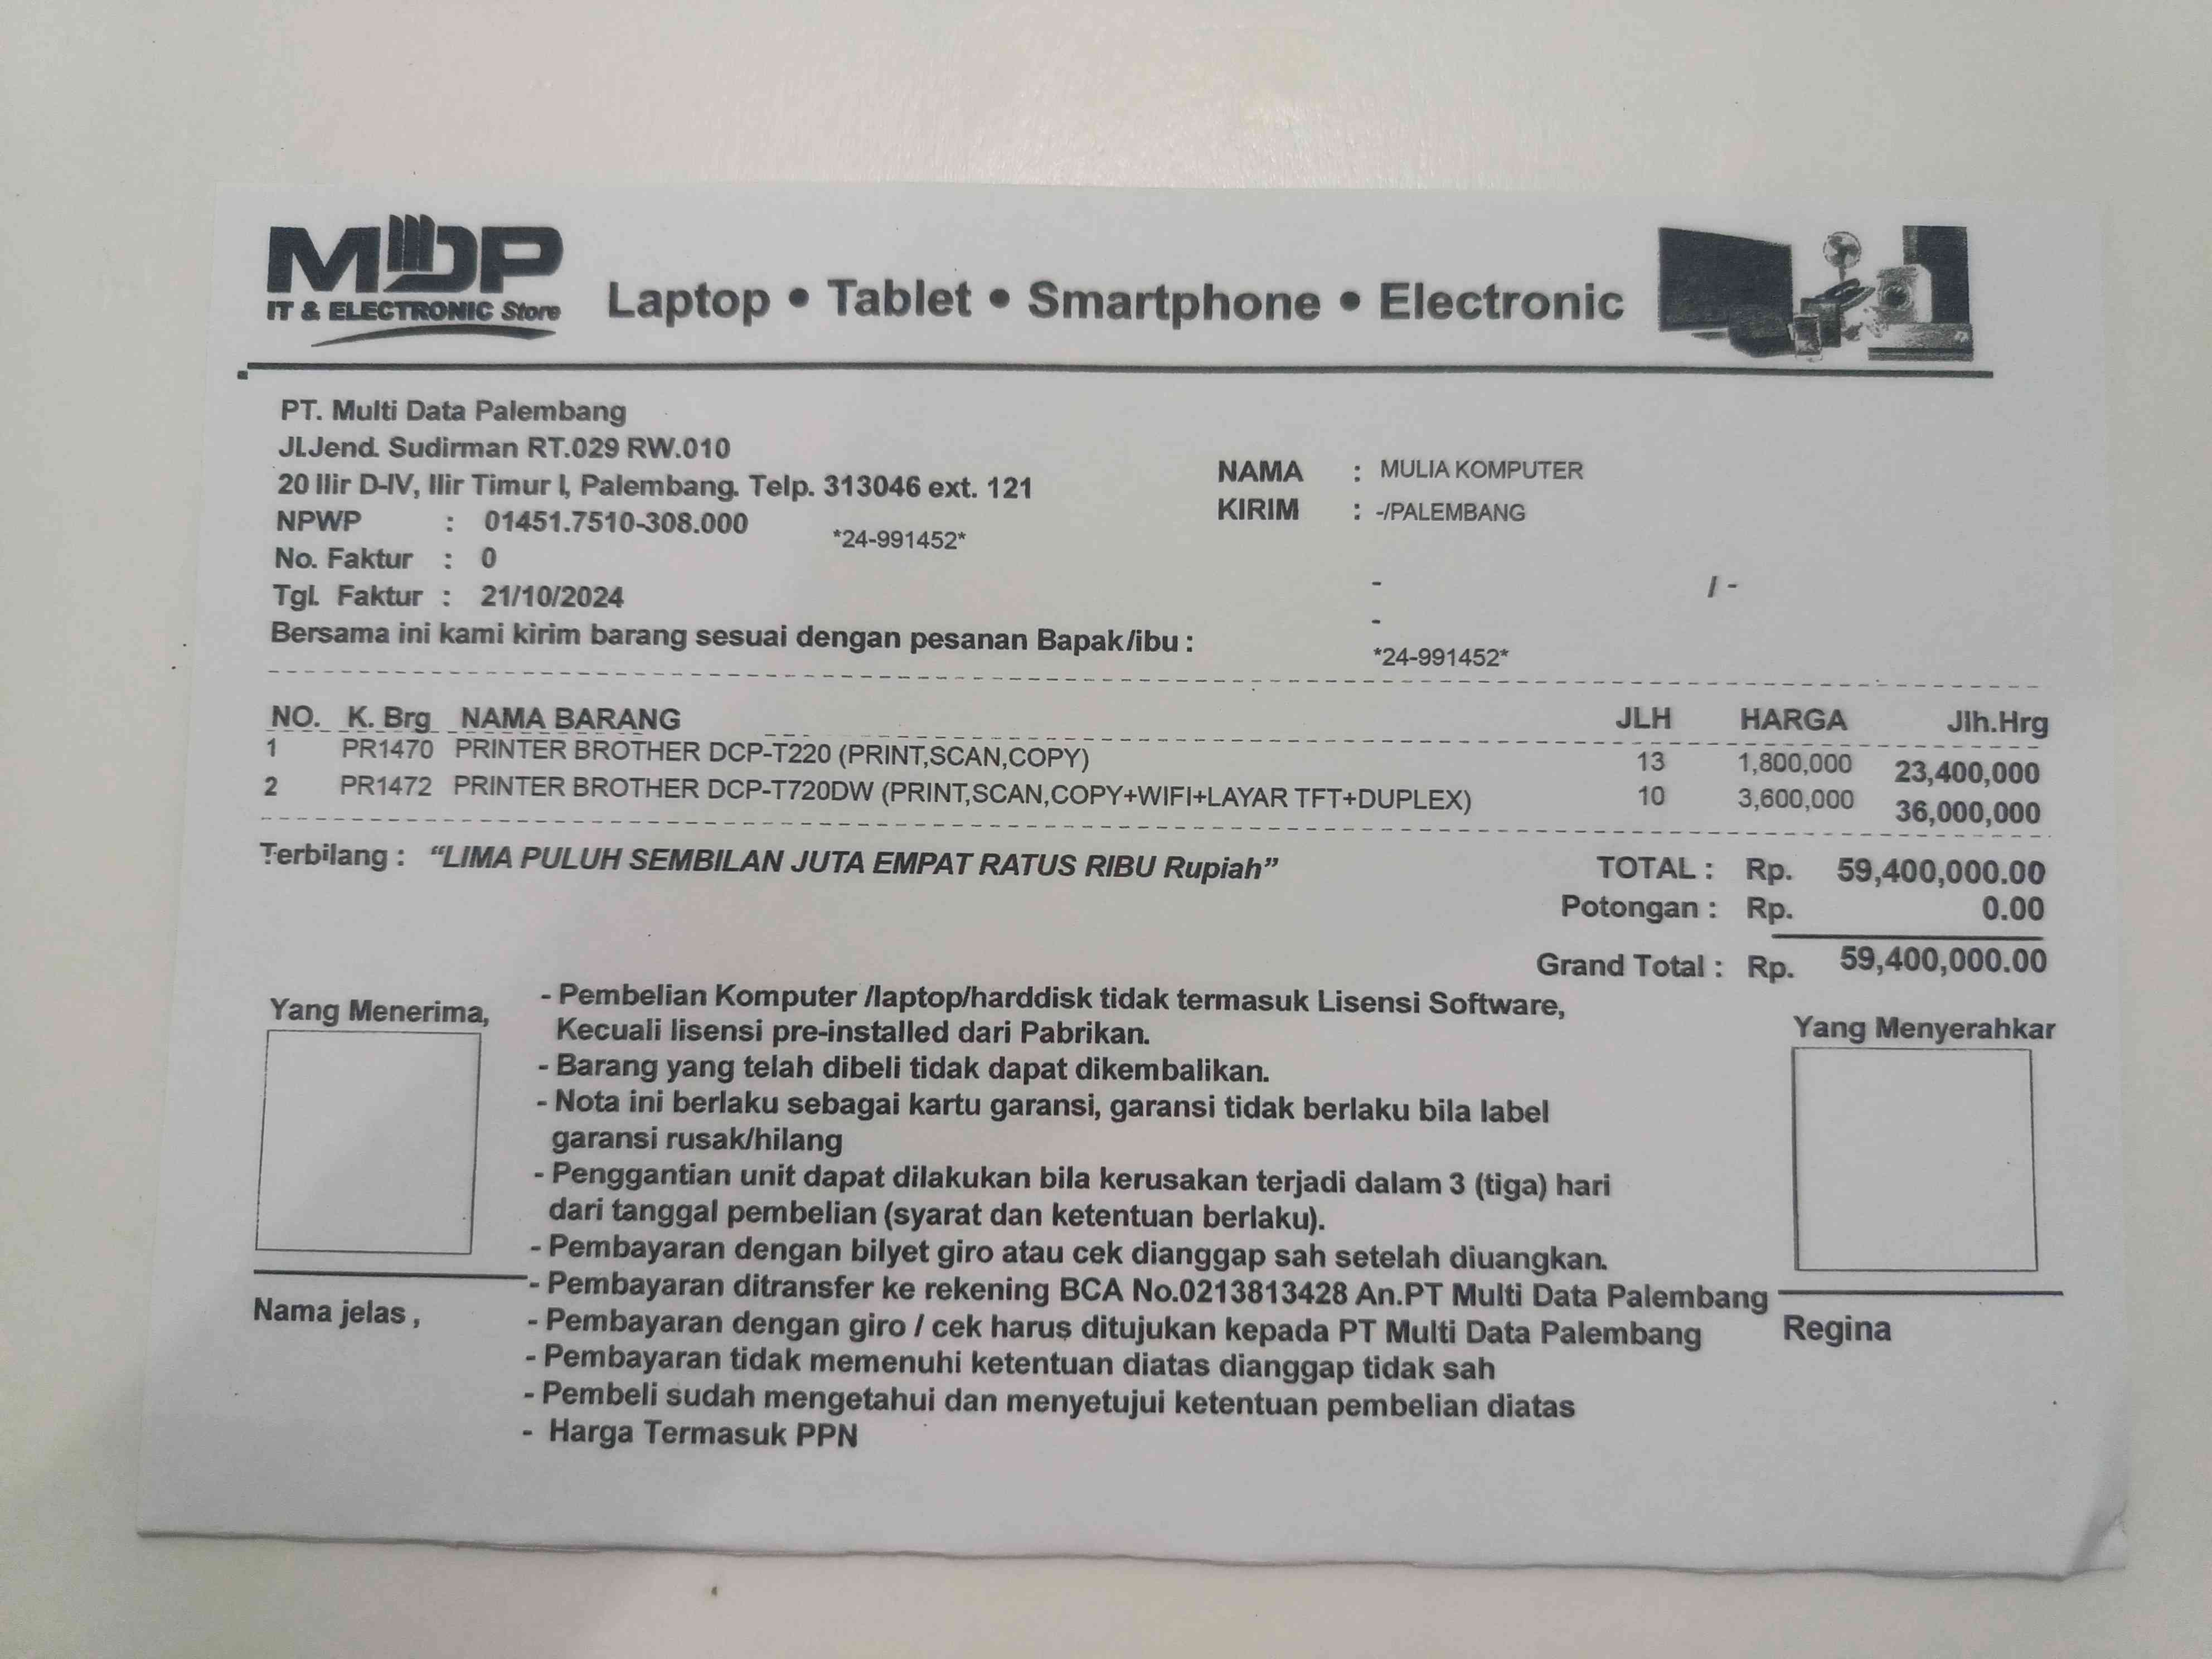 MDP
IT & ELECTRONIC Store
Laptop • Tablet • Smartphone • Electronic
PT. Multi Data Palembang
Jl.Jend. Sudirman RT.029 RW.010
20 Ilir D-IV, Ilir Timur I, Palembang. Telp. 313046 ext. 121
NPWP : 01451.7510-308.000
*24-991452*
No. Faktur : 0
Tgl. Faktur : 21/10/2024
Bersama ini kami kirim barang sesuai dengan pesanan Bapak/ibu :
NAMA : MULIA KOMPUTER
KIRIM : -/PALEMBANG
- / -
-
*24-991452*
NO. K. Brg NAMA BARANG JLH HARGA Jlh.Hrg
1 PR1470 PRINTER BROTHER DCP-T220 (PRINT,SCAN,COPY) 13 1,800,000 23,400,000
2 PR1472 PRINTER BROTHER DCP-T720DW (PRINT,SCAN,COPY+WIFI+LAYAR TFT+DUPLEX) 10 3,600,000 36,000,000
Terbilang : “LIMA PULUH SEMBILAN JUTA EMPAT RATUS RIBU Rupiah”
TOTAL : Rp. 59,400,000.00
Potongan : Rp. 0.00
Grand Total : Rp. 59,400,000.00
Yang Menerima,
Nama jelas ,
- Pembelian Komputer /laptop/harddisk tidak termasuk Lisensi Software,
Kecuali lisensi pre-installed dari Pabrikan.
- Barang yang telah dibeli tidak dapat dikembalikan.
- Nota ini berlaku sebagai kartu garansi, garansi tidak berlaku bila label
garansi rusak/hilang
- Penggantian unit dapat dilakukan bila kerusakan terjadi dalam 3 (tiga) hari
dari tanggal pembelian (syarat dan ketentuan berlaku).
- Pembayaran dengan bilyet giro atau cek dianggap sah setelah diuangkan.
- Pembayaran ditransfer ke rekening BCA No.0213813428 An.PT Multi Data Palembang
- Pembayaran dengan giro / cek harus ditujukan kepada PT Multi Data Palembang
- Pembayaran tidak memenuhi ketentuan diatas dianggap tidak sah
- Pembeli sudah mengetahui dan menyetujui ketentuan pembelian diatas
- Harga Termasuk PPN
Yang Menyerahkar
Regina